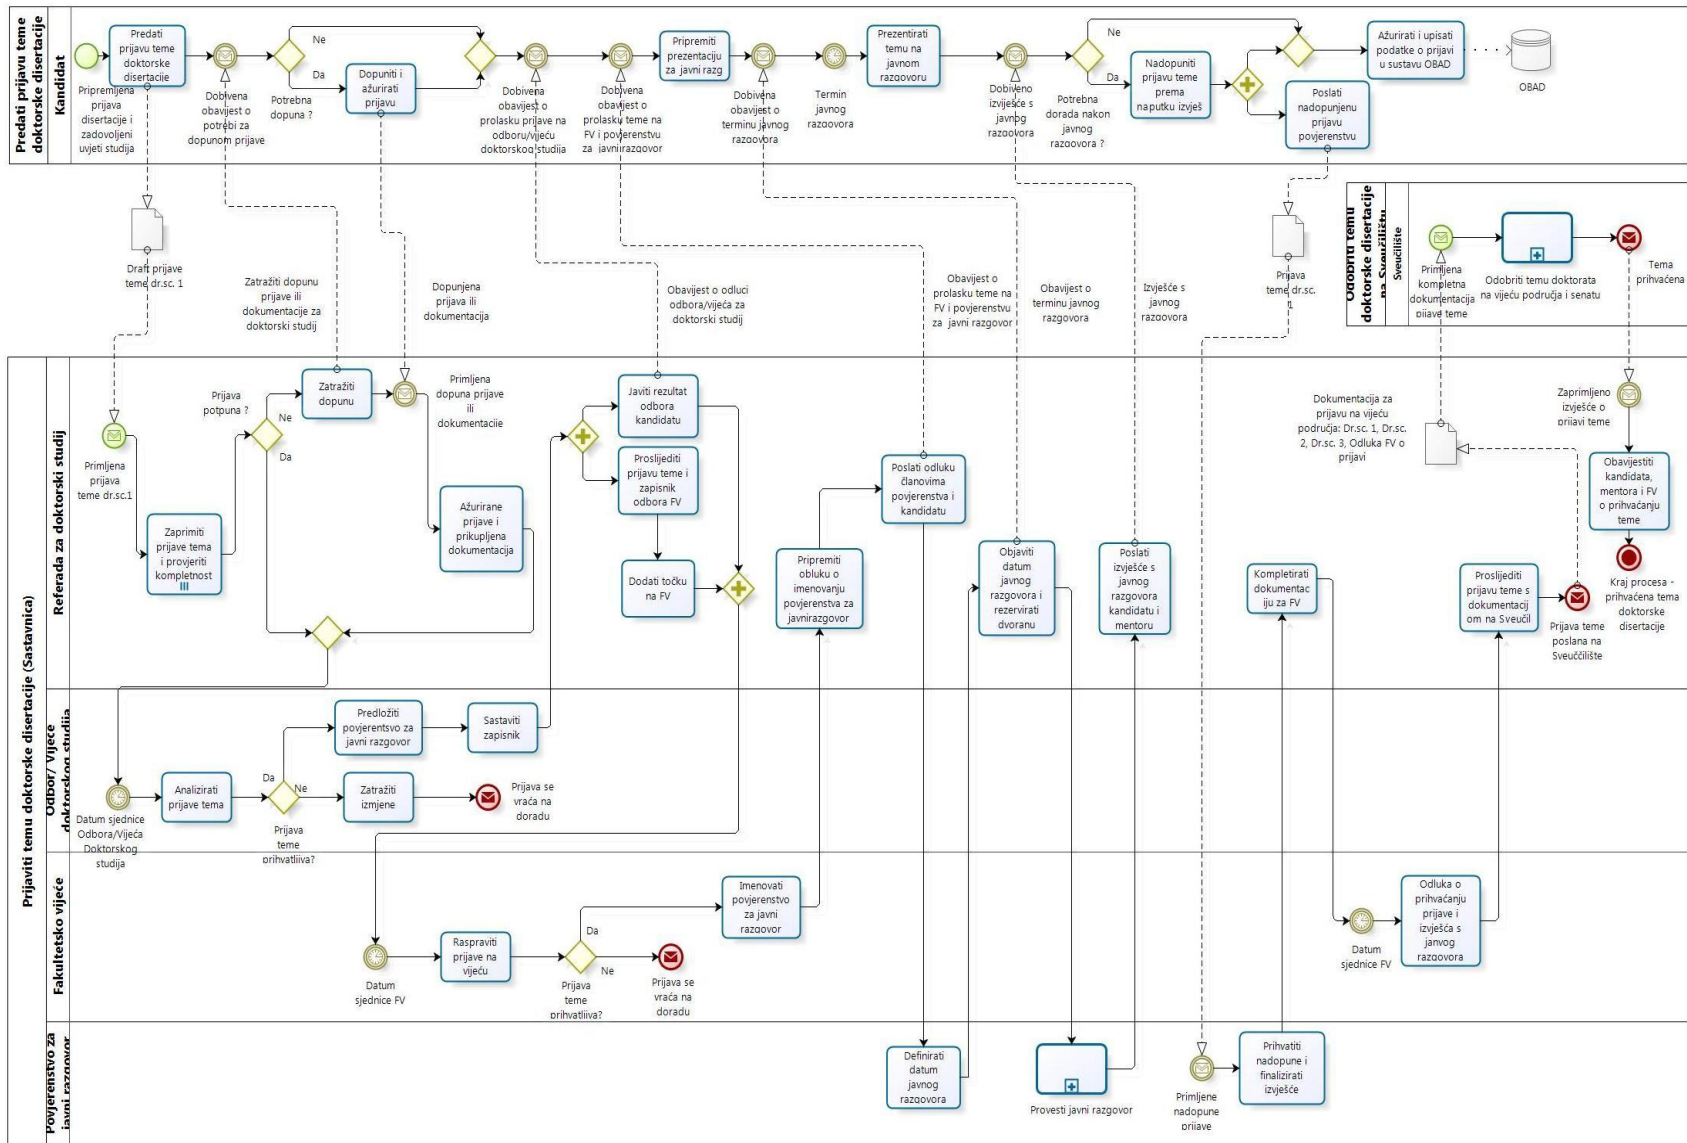 Predati prijavu teme
doktorske disertacije
Kandidat
Predati
prijavu teme
doktorske
disertacije
Pripremljena
prijava
disertacije i
zadovoljeni
uvjeti studija
Dobivena
obavijest o
potrebi za
dopunom prijave
Ne
Da
Potrebna
dopuna ?
Dopuniti i
ažurirati
prijavu
Dobivena
obavijest o
prolasku prijave na
odboru/vijeću
doktorskog studija
Dobivena
obavijest o
prolasku teme na
FV i povjerenstvu
za javni razgovor
Pripremiti
prezentaciju
za javni razg
Dobivena
obavijest o
terminu javnog
razgovora
Termin
javnog
razgovora
Prezentirati
temu na
javnom
razgovoru
Dobiveno
izvješće s
javnog
razgovora
Ne
Da
Potrebna
dorada nakon
javnog
razgovora ?
Nadopuniti
prijavu teme
prema
naputku izvješ
Poslati
nadopunjenu
prijavu
povjerenstvu
Ažurirati i upisati
podatke o prijavi
u sustavu OBAD
OBAD
Draft prijave
teme dr.sc. 1
Zatražiti dopunu
prijave ili
dokumentacije za
doktorski studij
Dopunjena
prijava ili
dokumentacija
Obavijest o odluci
odbora/vijeća za
doktorski studij
Obavijest o
prolasku teme na
FV i povjerenstvu
za javni razgovor
Obavijest o
terminu javnog
razgovora
Izvješće s
javnog
razgovora
Prijava
teme dr.sc.
1
Odobriti temu
doktorske disertacije
na Sveučilištu
Sveučilište
Primljena
kompletna
dokumentacija
prijave teme
Odobriti temu doktorata
na vijeću područja i senatu
Tema
prihvaćena
Prijaviti temu doktorske disertacije (Sastavnica)
Referada za doktorski studij
Primljena
prijava
teme dr.sc.1
Zaprimiti
prijave tema
i provjeriti
kompletnost
Prijava
potpuna ?
Ne
Da
Zatražiti
dopunu
Primljena
dopuna prijave
ili
dokumentacije
Ažurirane
prijave i
prikupljena
dokumentacija
Javiti rezultat
odbora
kandidatu
Proslijediti
prijavu teme i
zapisnik
odbora FV
Dodati točku
na FV
Pripremiti
obluku o
imenovanju
povjerenstva za
javnirazgovor
Poslati odluku
članovima
povjerenstva i
kandidatu
Objaviti
datum
javnog
razgovora i
rezervirati
dvoranu
Poslati
izvješće s
javnog
razgovora
kandidatu i
mentoru
Kompletirati
dokumentac
iju za FV
Dokumentacija za
prijavu na vijeću
područja: Dr.sc. 1, Dr.sc.
2, Dr.sc. 3, Odluka FV o
prijavi
Proslijediti
prijavu teme s
dokumentacij
om na Sveučil
Prijava teme
poslana na
Sveuččilište
Zaprimljeno
izvješće o
prijavi teme
Obavijestiti
kandidata,
mentora i FV
o prihvaćanju
teme
Kraj procesa -
prihvaćena tema
doktorske
disertacije
Odbor/ Vijeće
doktorskog studija
Datum sjednice
Odbora/Vijeća
Doktorskog
studija
Analizirati
prijave tema
Da
Ne
Prijava
teme
prihvatljiva?
Predložiti
povjerentsvo za
javni razgovor
Sastaviti
zapisnik
Zatražiti
izmjene
Prijava se
vraća na
doradu
Fakultetsko vijeće
Datum
sjednice FV
Raspraviti
prijave na
vijeću
Da
Ne
Prijava
teme
prihvatljiva?
Imenovati
povjerenstvo
za javni
razgovor
Prijava se
vraća na
doradu
Datum
sjednice FV
Odluka o
prihvaćanju
prijave i
izvješća s
janvog
razgovora
Povjerenstvo za
javni razgovor
Definirati
datum
javnog
razgovora
Provesti javni razgovor
Primljene
nadopune
prijave
Prihvatiti
nadopune i
finalizirati
izvješće